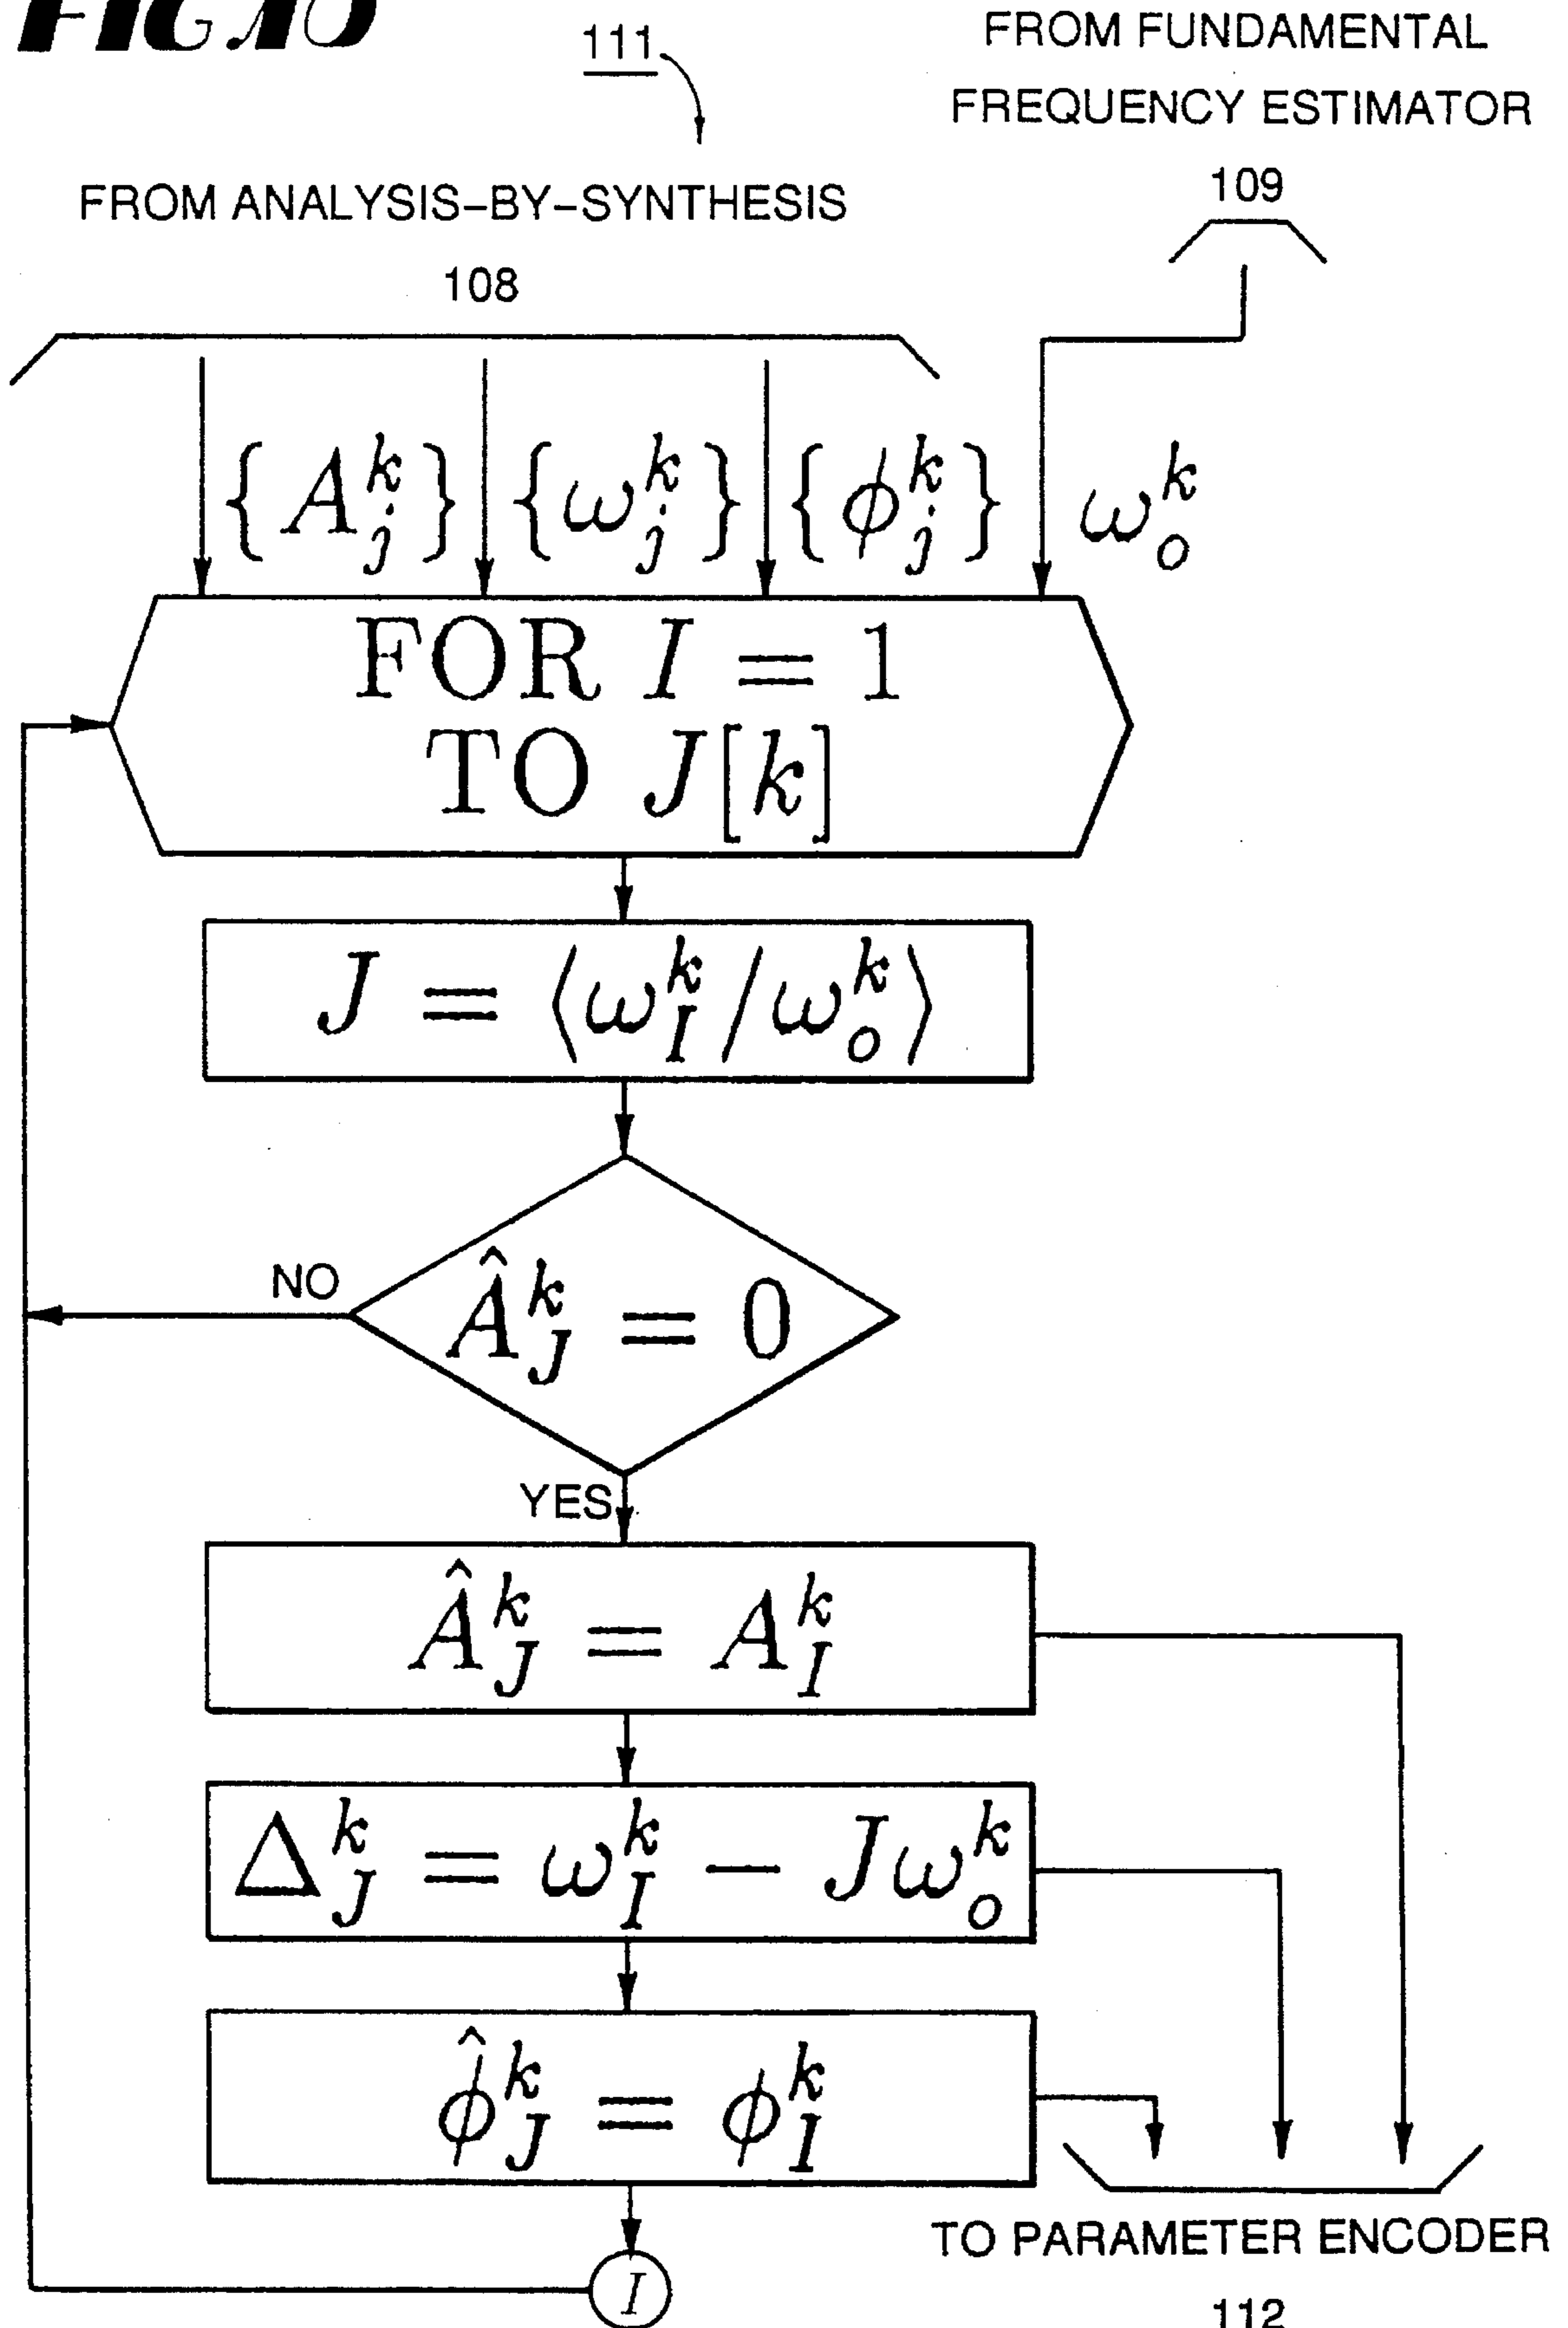 FIG.10
111
FROM FUNDAMENTAL
FREQUENCY ESTIMATOR
109
FROM ANALYSIS–BY–SYNTHESIS
108
{A_j^k} {ω_j^k} {ϕ_j^k} ω_o^k
FOR I = 1
TO J[k]
J = ⟨ω_I^k/ω_o^k⟩
NO
Â_J^k = 0
YES
Â_J^k = A_I^k
Δ_J^k = ω_I^k − Jω_o^k
ϕ̂_J^k = ϕ_I^k
TO PARAMETER ENCODER
I
112